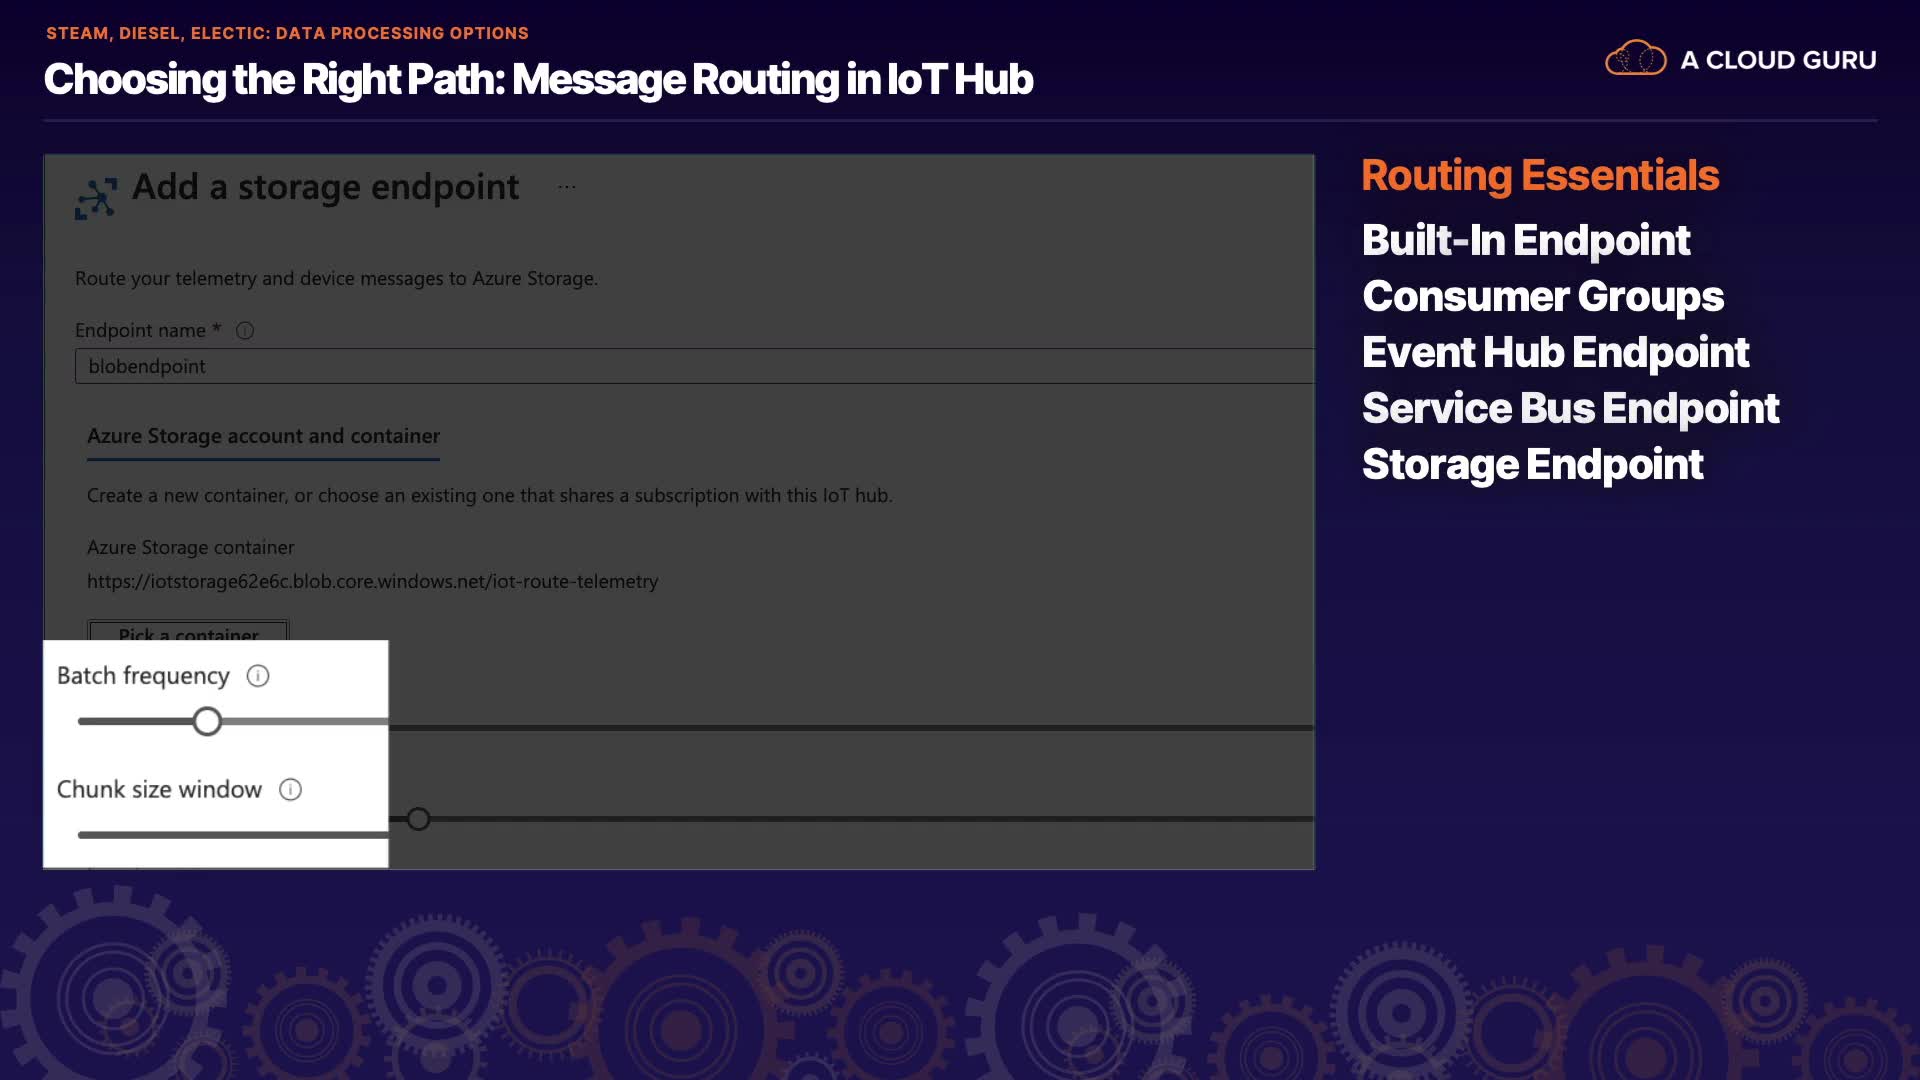 STEAM, DIESEL, ELECTIC: DATA PROCESSING OPTIONS
Choosing the Right Path: Message Routing in IoT Hub
A CLOUD GURU
Add a storage endpoint ...
Route your telemetry and device messages to Azure Storage.
Endpoint name *
blobendpoint
Azure Storage account and container
Create a new container, or choose an existing one that shares a subscription with this IoT hub.
Azure Storage container
https://iotstorage62e6c.blob.core.windows.net/iot-route-telemetry
Pick a container
Batch frequency
Chunk size window
Routing Essentials
Built-In Endpoint
Consumer Groups
Event Hub Endpoint
Service Bus Endpoint
Storage Endpoint